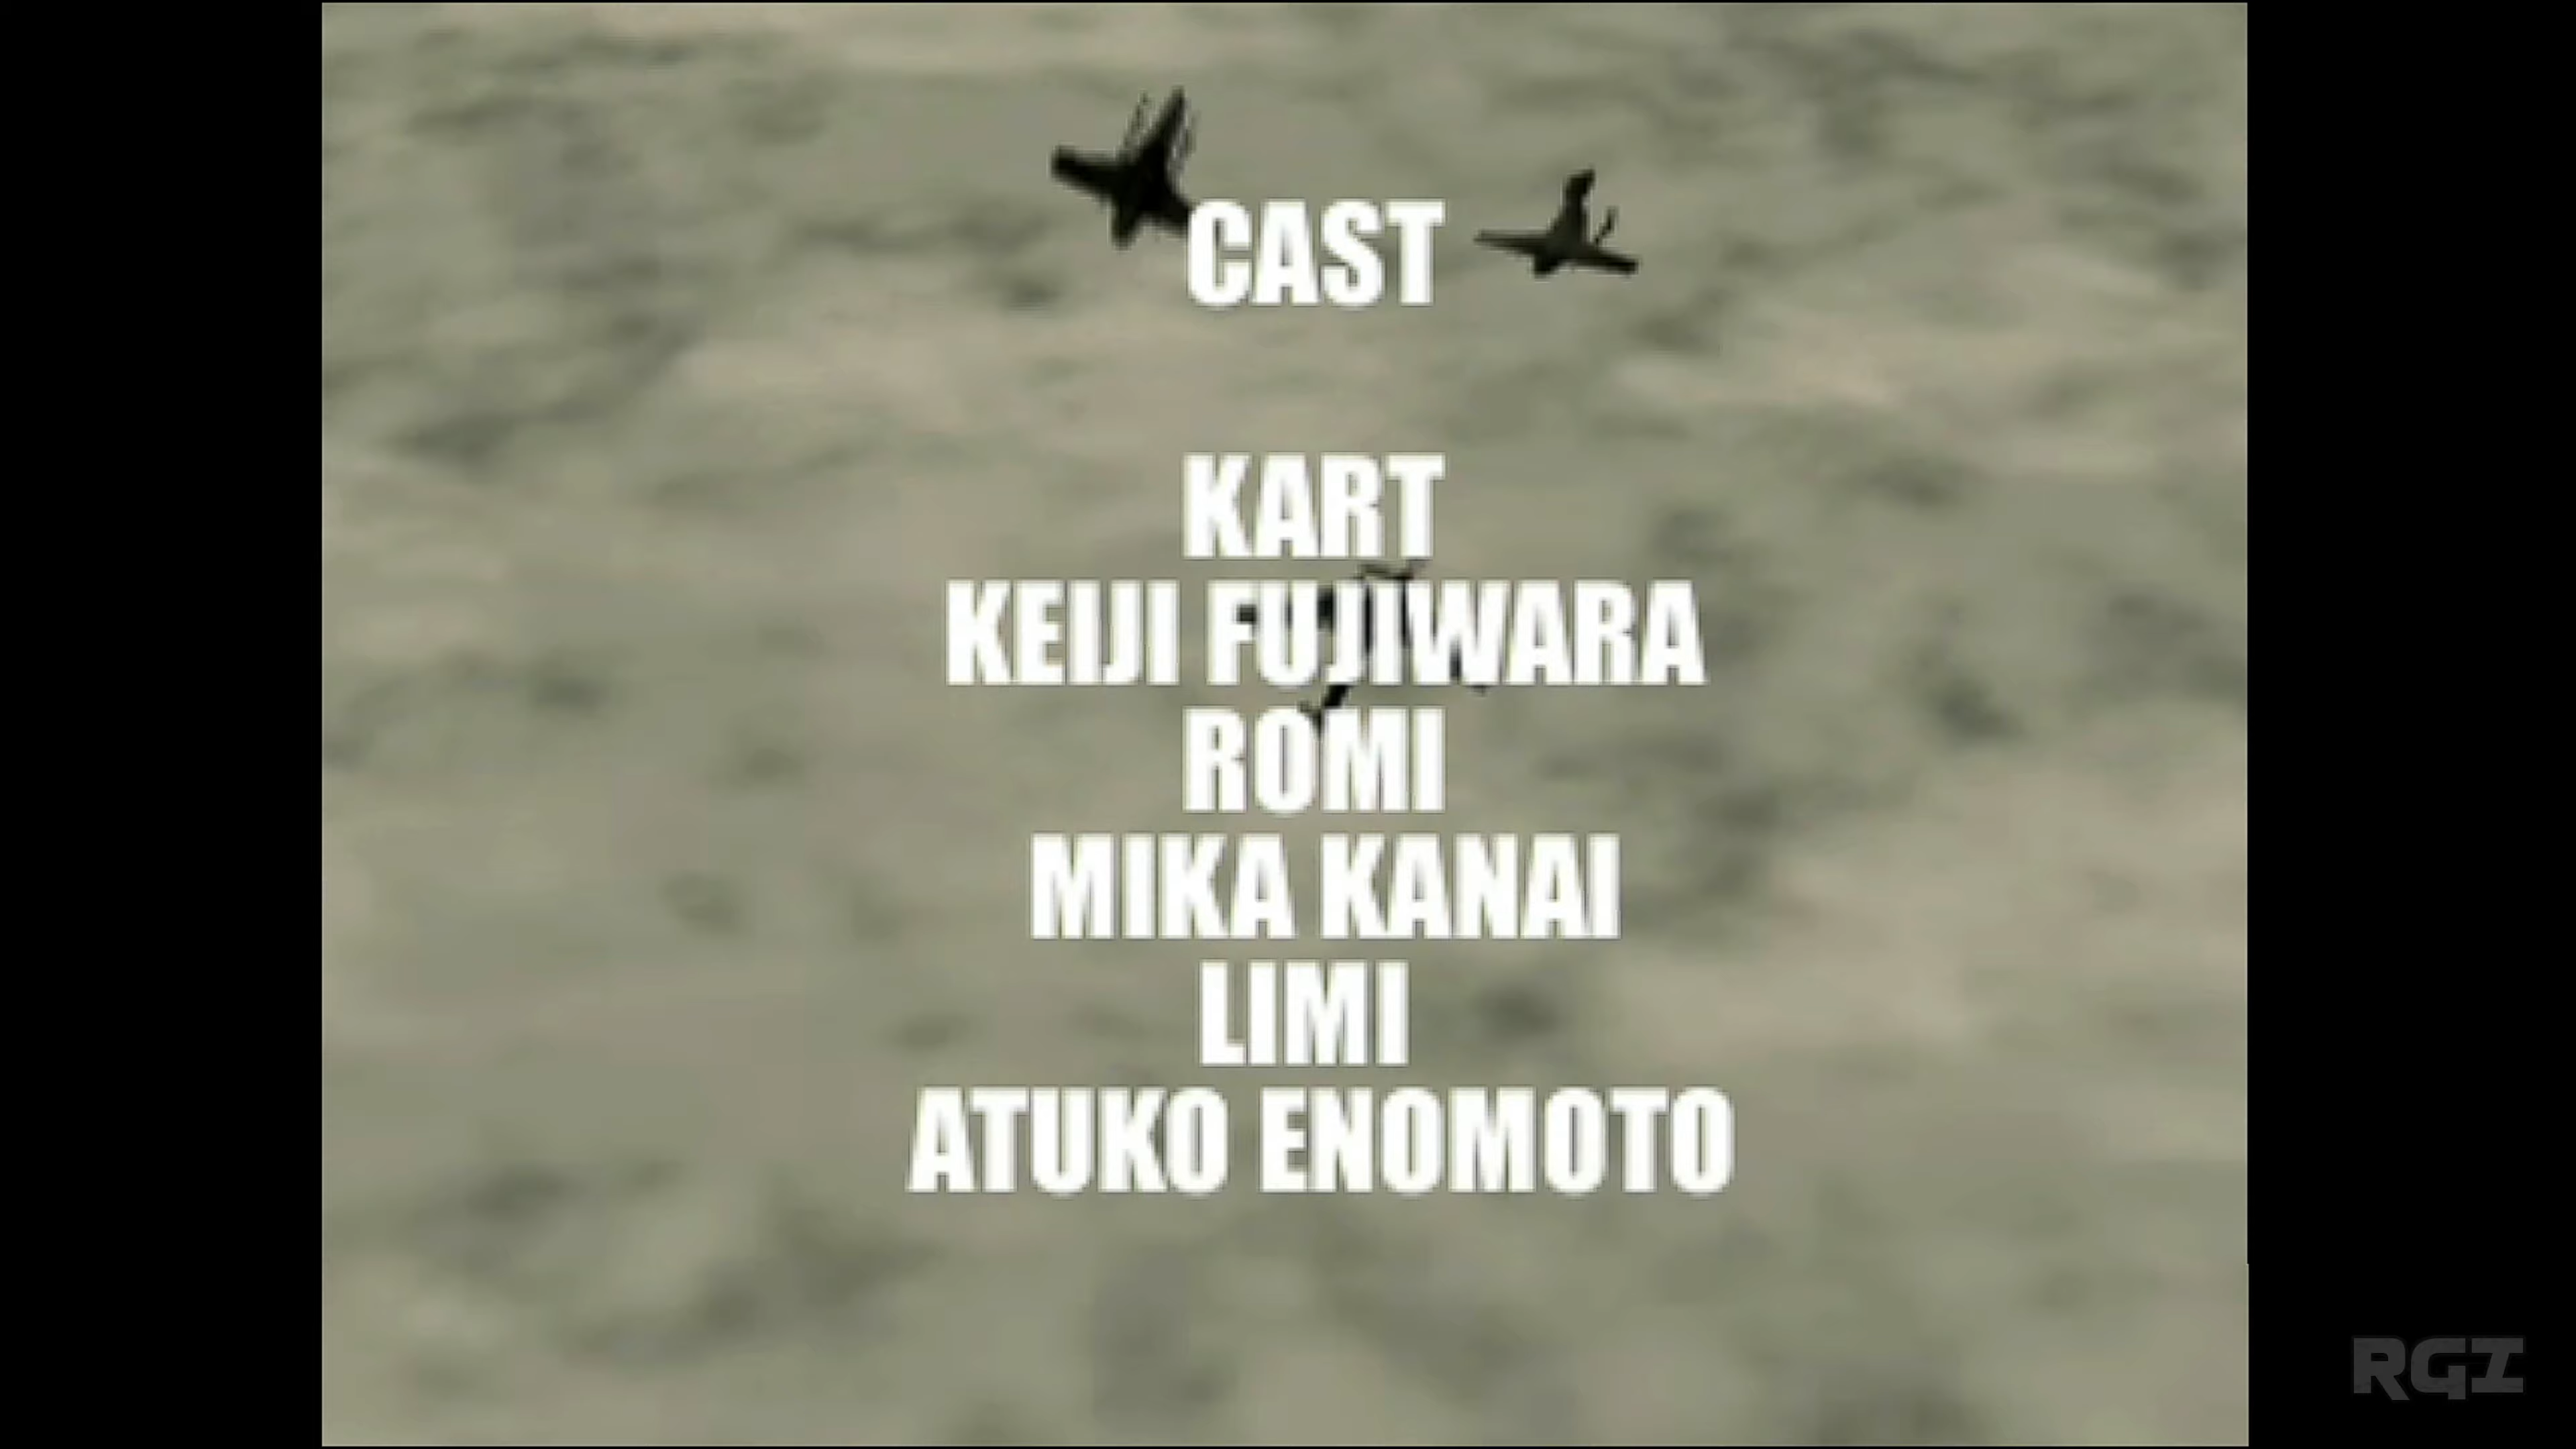 CAST
KART
KEIJI FUJIWARA
ROMI
MIKA KANAI
LIMI
ATUKO ENOMOTO
RGI